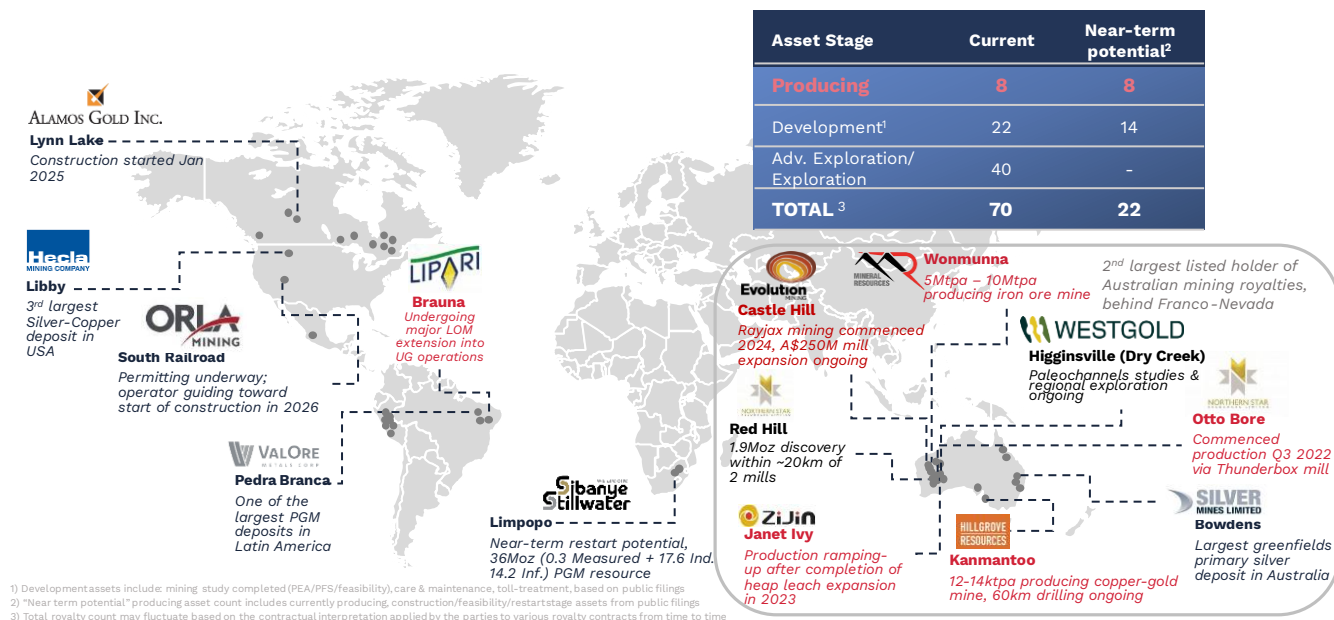 Asset Stage Current Near-term potential2
Producing 8 8
Development1 22 14
Adv. Exploration/
Exploration 40 -
TOTAL 3 70 22
ALAMOS GOLD INC.
Lynn Lake
Construction started Jan
2025
Hecla
MINING COMPANY
Libby
3rd largest
Silver-Copper
deposit in
USA
ORLA
MINING
South Railroad
Permitting underway;
operator guiding toward
start of construction in 2026
LIPARI
Brauna
Undergoing
major LOM
extension into
UG operations
VALORE
METALS CORP
Pedra Branca
One of the
largest PGM
deposits in
Latin America
Sibanye
Stillwater
Limpopo
Near-term restart potential,
36Moz (0.3 Measured + 17.6 Ind.
14.2 Inf.) PGM resource
Evolution
MINING
Castle Hill
Rayjax mining commenced
2024, A$250M mill
expansion ongoing
MINERAL
RESOURCES
Wonmunna
5Mtpa – 10Mtpa
producing iron ore mine
2nd largest listed holder of
Australian mining royalties,
behind Franco-Nevada
WESTGOLD
Higginsville (Dry Creek)
Paleochannels studies &
regional exploration
ongoing
NORTHERN STAR
Red Hill
1.9Moz discovery
within ~20km of
2 mills
NORTHERN STAR
Otto Bore
Commenced
production Q3 2022
via Thunderbox mill
ZIJIN
Janet Ivy
Production ramping-
up after completion of
heap leach expansion
in 2023
HILLGROVE
RESOURCES
Kanmantoo
12-14ktpa producing copper-gold
mine, 60km drilling ongoing
SILVER
MINES LIMITED
Bowdens
Largest greenfields
primary silver
deposit in Australia
1) Development assets include: mining study completed (PEA/PFS/feasibility), care & maintenance, toll-treatment, based on public filings
2) “Near term potential” producing asset count includes currently producing, construction/feasibility/restart stage assets from public filings
3) Total royalty count may fluctuate based on the contractual interpretation applied by the parties to various royalty contracts from time to time